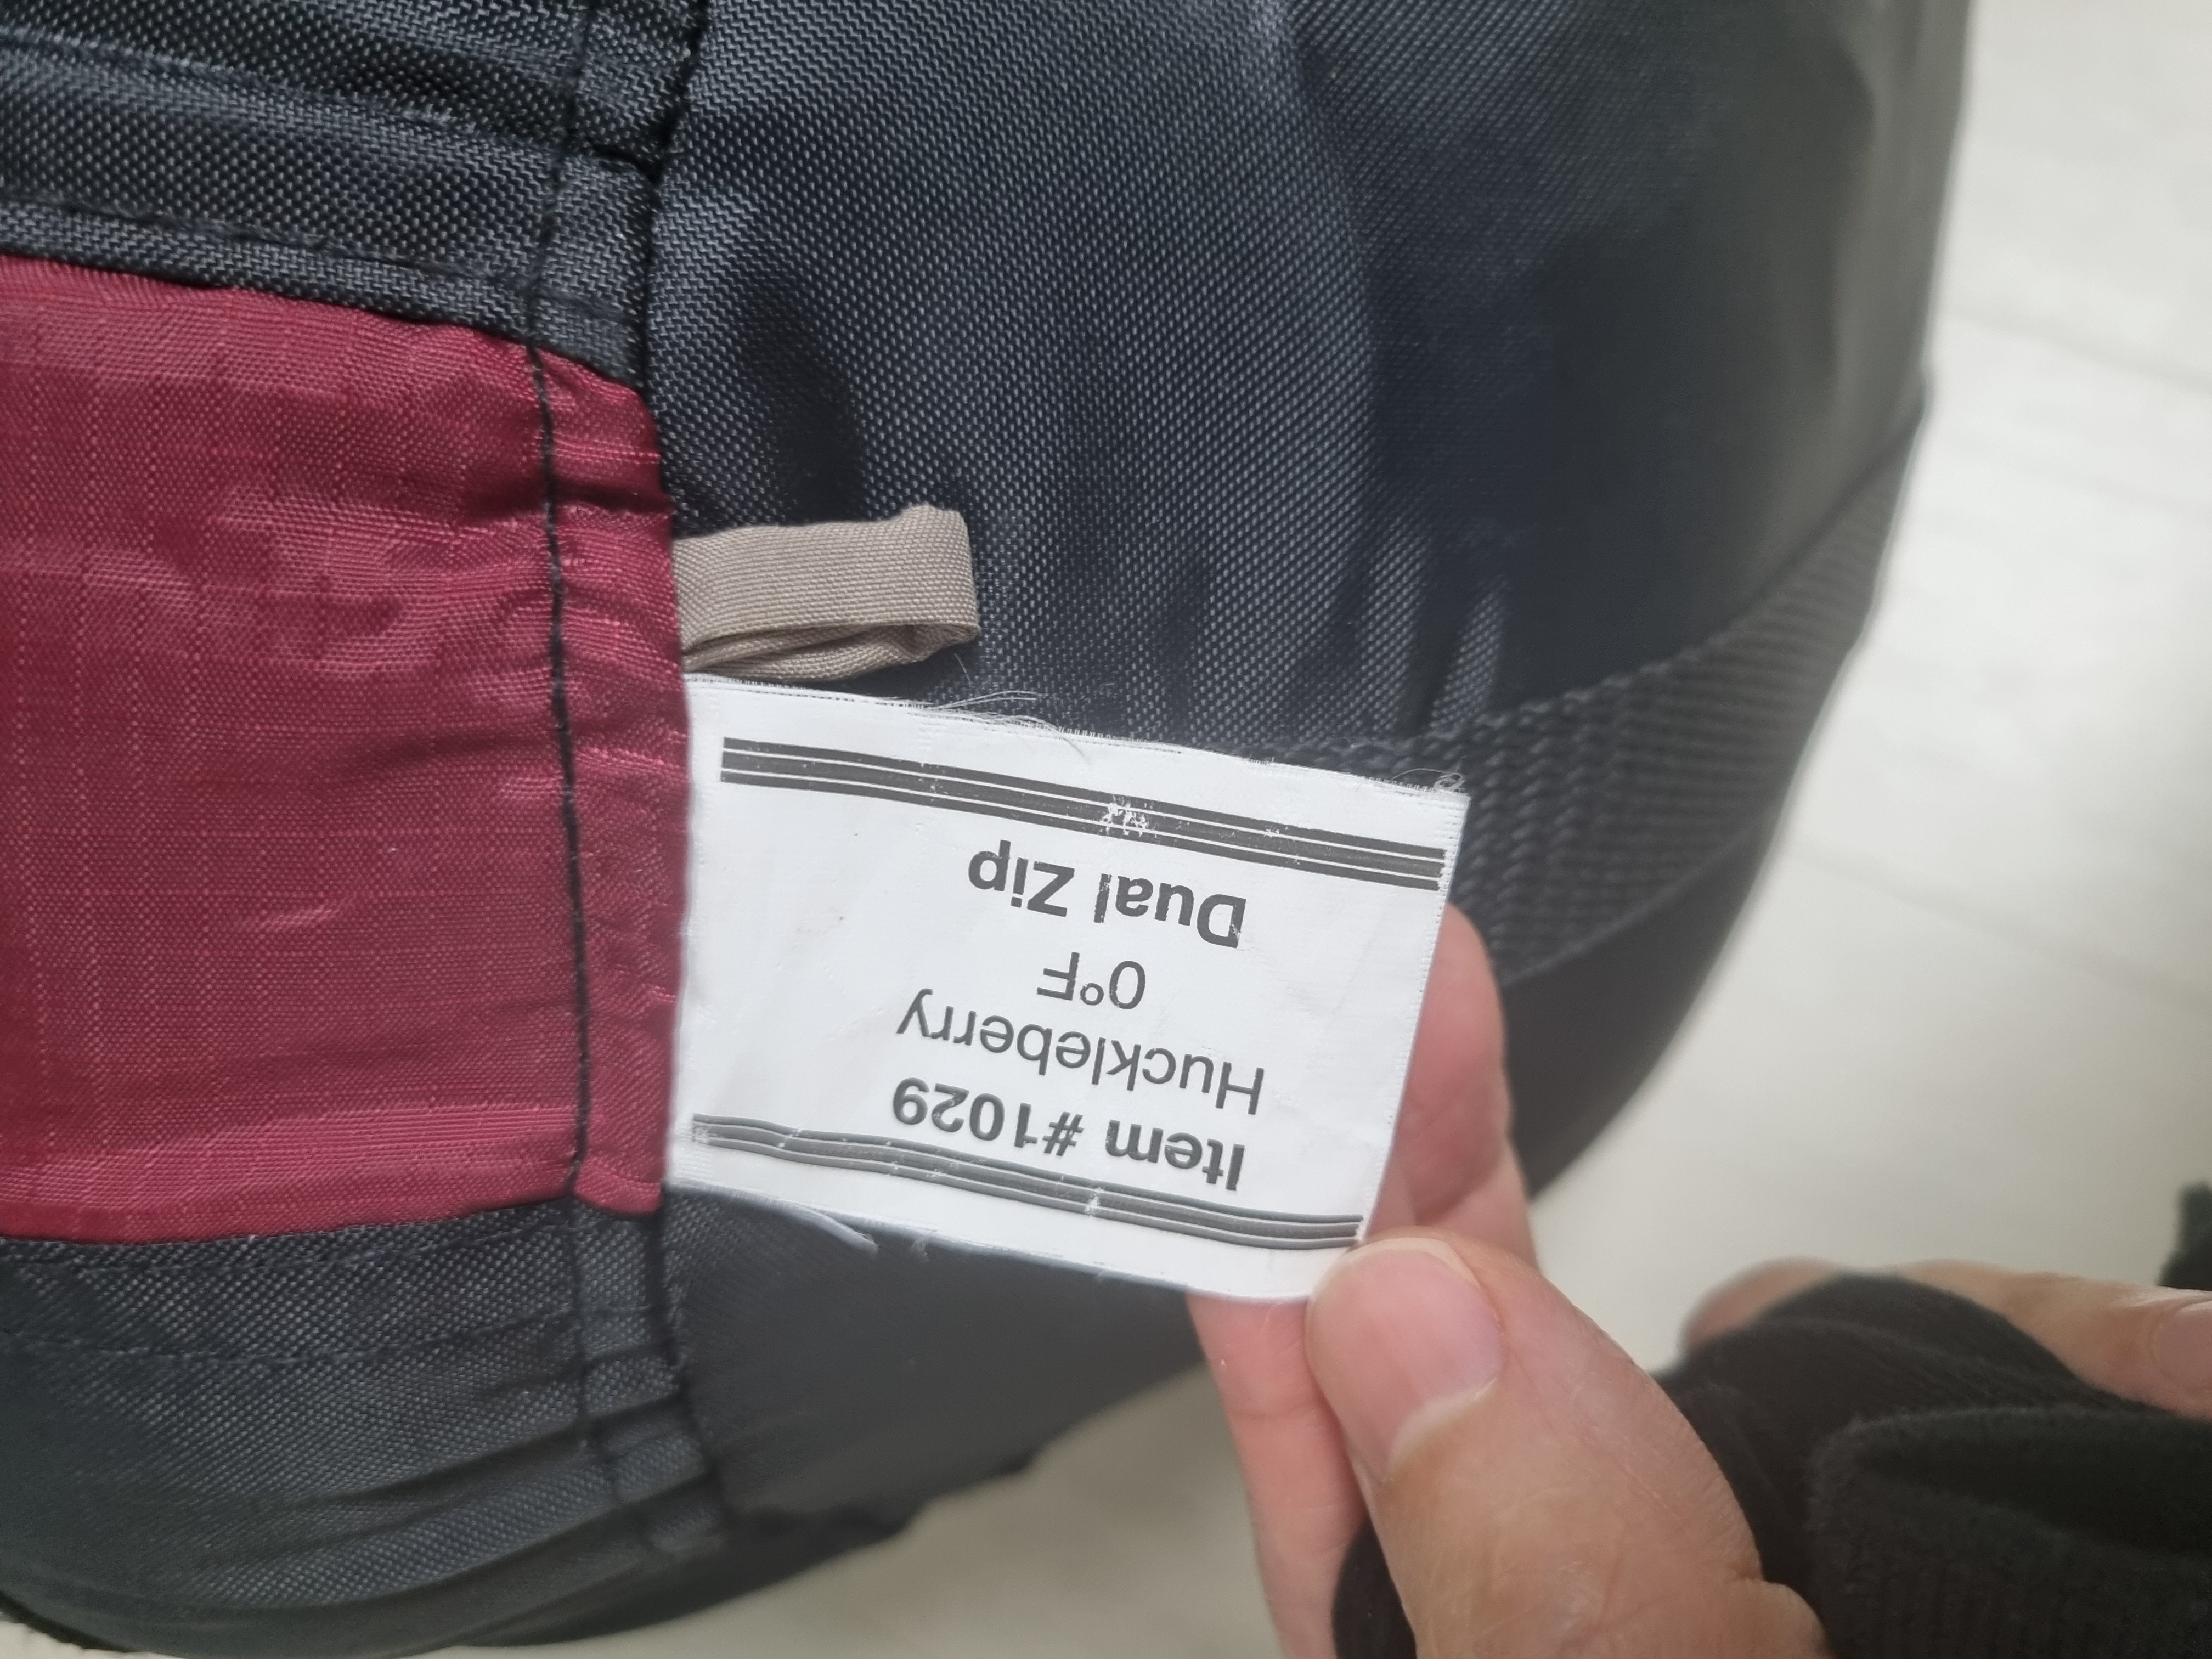 Item #1029
Huckleberry
0°F
Dual Zip